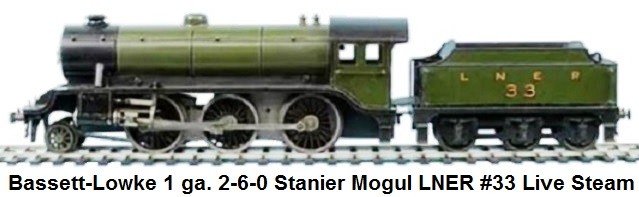 L N E R
33
Bassett-Lowke 1 ga. 2-6-0 Stanier Mogul LNER #33 Live Steam